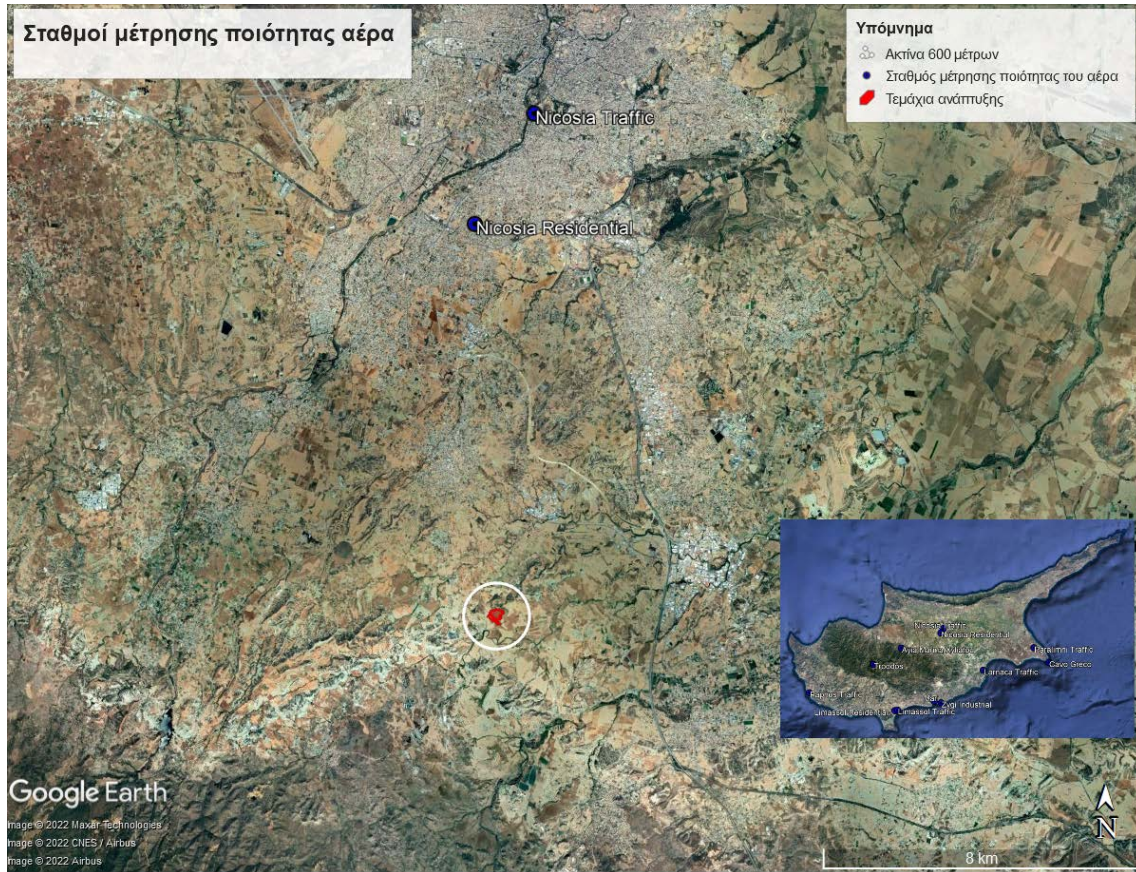 Σταθμοί μέτρησης ποιότητας αέρα
Υπόμνημα
Ακτίνα 600 μέτρων
Σταθμός μέτρησης ποιότητας του αέρα
Τεμάχια ανάπτυξης
Nicosia Traffic
Nicosia Residential
Nicosia Traffic
Nicosia Residential
Paralimni Traffic
Cavo Greco
Troodos
Larnaca Traffic
Paphos Traffic
Zygi Industrial
Limassol Residential
Limassol Traffic
Google Earth
Image © 2022 Maxar Technologies
Image © 2022 CNES / Airbus
Image © 2022 Airbus
N
8 km